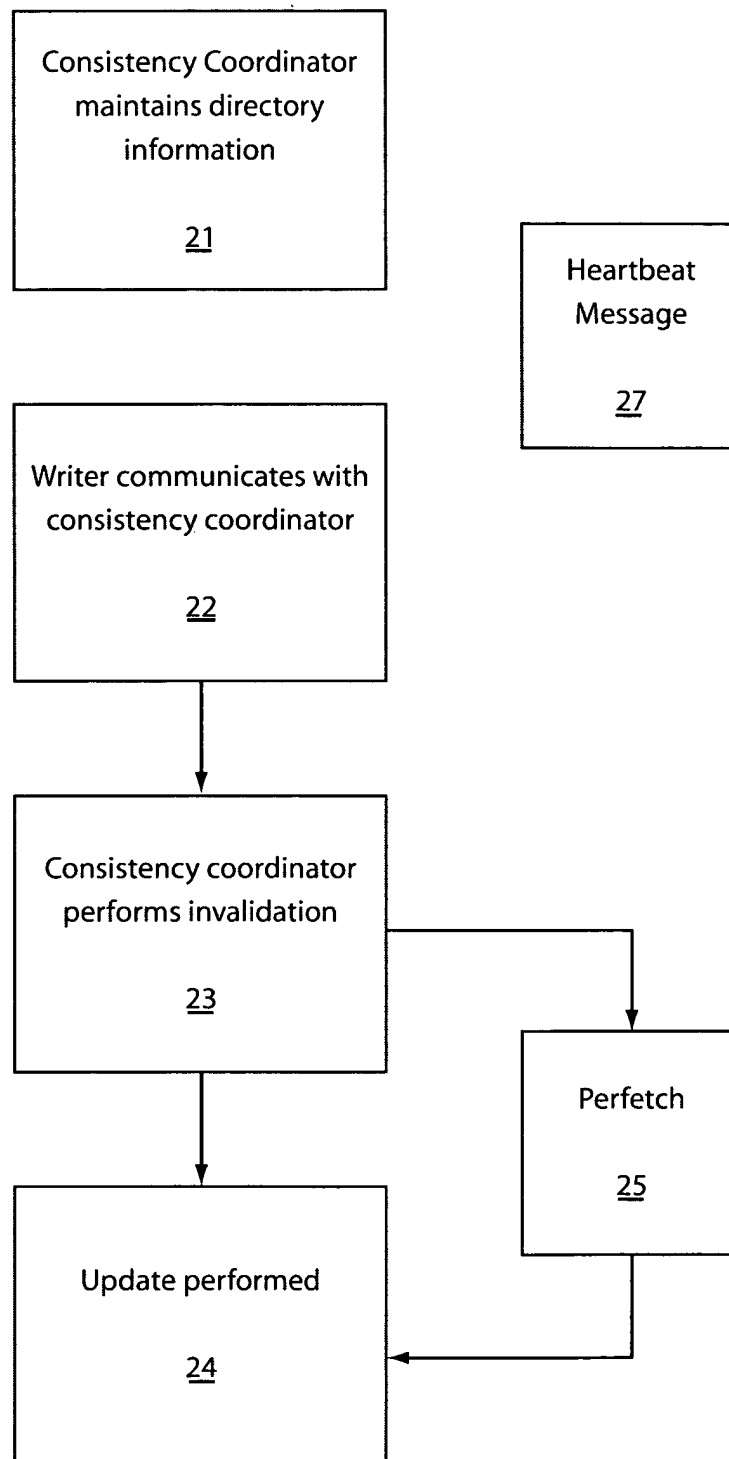 Consistency Coordinator
maintains directory
information
21
Heartbeat
Message
27
Writer communicates with
consistency coordinator
22
Consistency coordinator
performs invalidation
23
Perfetch
25
Update performed
24